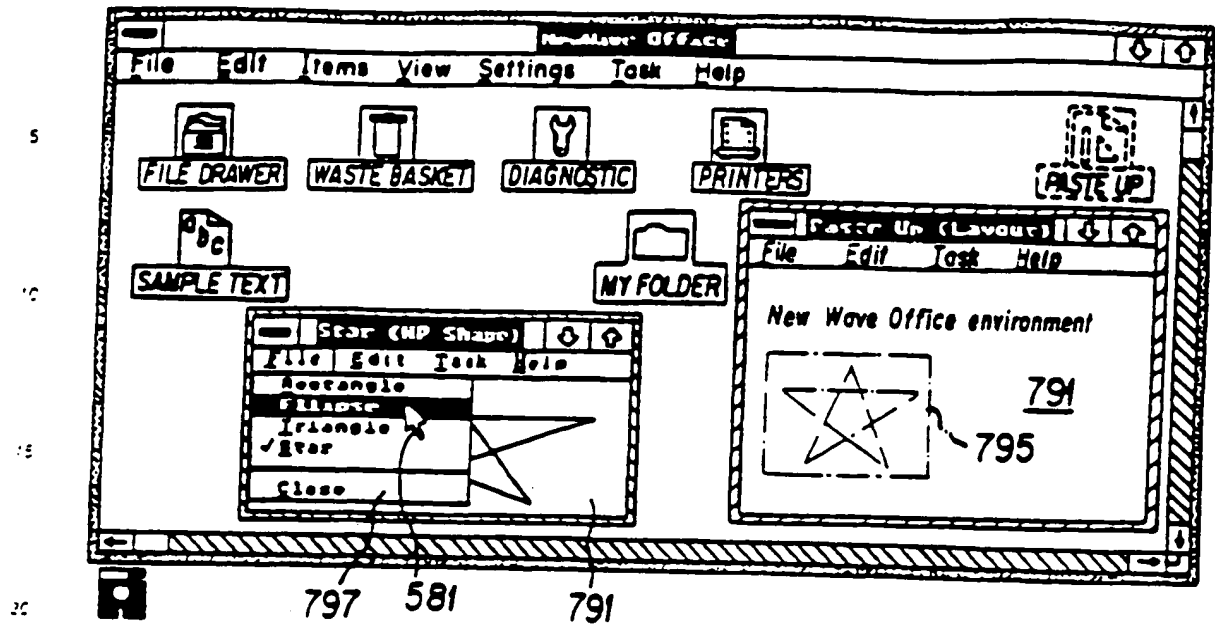 NewWave Office
File Edit Items View Settings Task Help
5
FILE DRAWER WASTE BASKET DIAGNOSTIC PRINTERS PASTE UP
abc
SAMPLE TEXT MY FOLDER
Paste Up (Layout)
File Edit Task Help
10
New Wave Office environment
Star (HP Shape)
File Edit Task Help
Rectangle
Ellipse
Triangle
✓ Star
Close
791
795
15
797 581 791
20